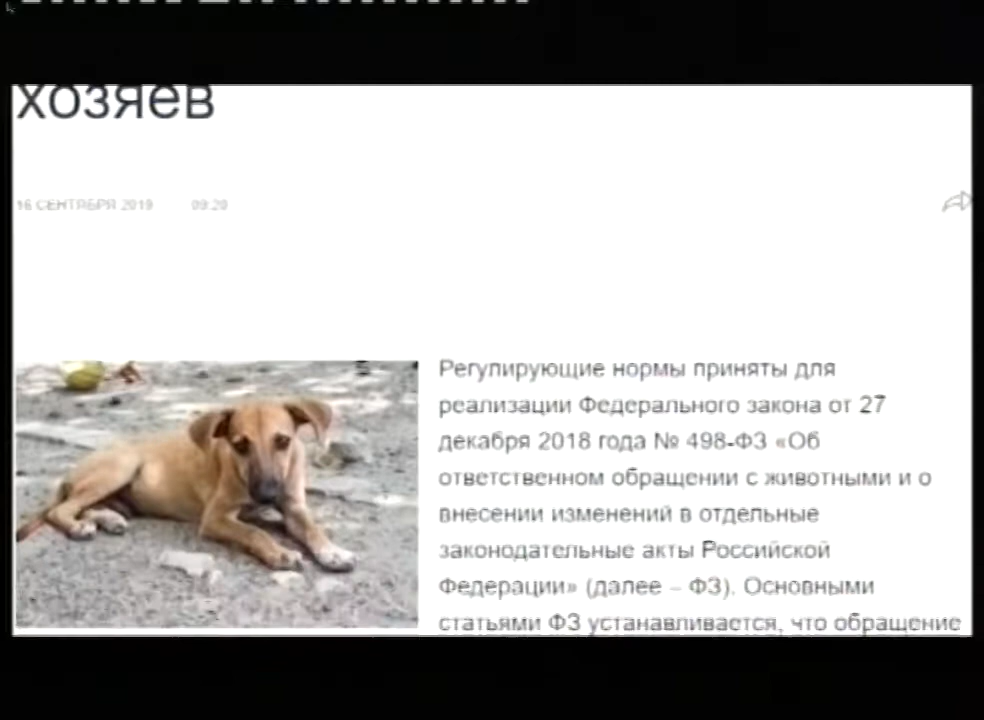 хозяев
16 СЕНТЯБРЯ 2019 09:20
Регулирующие нормы приняты для
реализации Федерального закона от 27
декабря 2018 года № 498-ФЗ «Об
ответственном обращении с животными и о
внесении изменений в отдельные
законодательные акты Российской
Федерации» (далее – ФЗ). Основными
статьями ФЗ устанавливается, что обращение